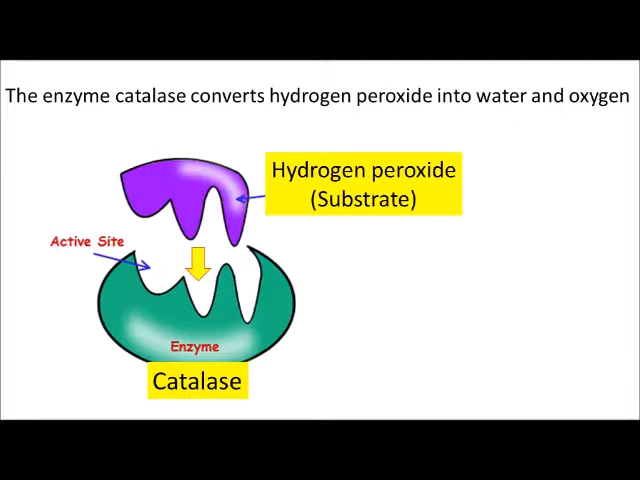 The enzyme catalase converts hydrogen peroxide into water and oxygen
Hydrogen peroxide
(Substrate)
Active Site
Enzyme
Catalase